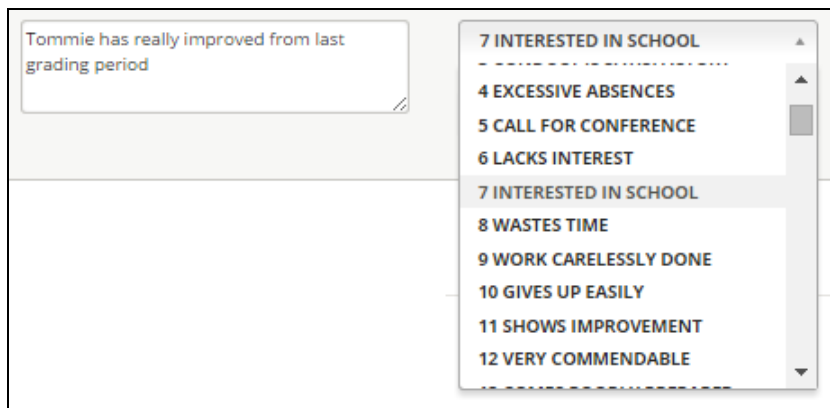 Tommie has really improved from last
grading period
7 INTERESTED IN SCHOOL
4 EXCESSIVE ABSENCES
5 CALL FOR CONFERENCE
6 LACKS INTEREST
7 INTERESTED IN SCHOOL
8 WASTES TIME
9 WORK CARELESSLY DONE
10 GIVES UP EASILY
11 SHOWS IMPROVEMENT
12 VERY COMMENDABLE